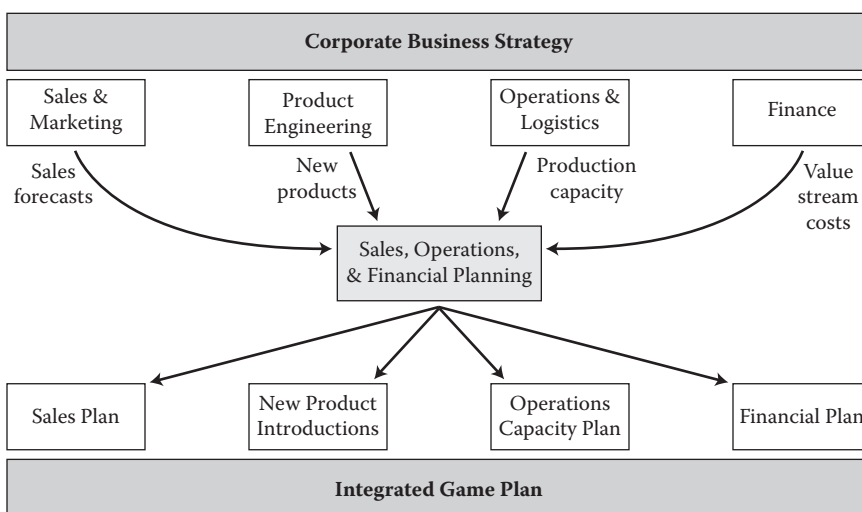 Corporate Business Strategy
Sales &
Marketing
Product
Engineering
Operations &
Logistics
Finance
Sales
forecasts
New
products
Production
capacity
Value
stream
costs
Sales, Operations,
& Financial Planning
Sales Plan
New Product
Introductions
Operations
Capacity Plan
Financial Plan
Integrated Game Plan